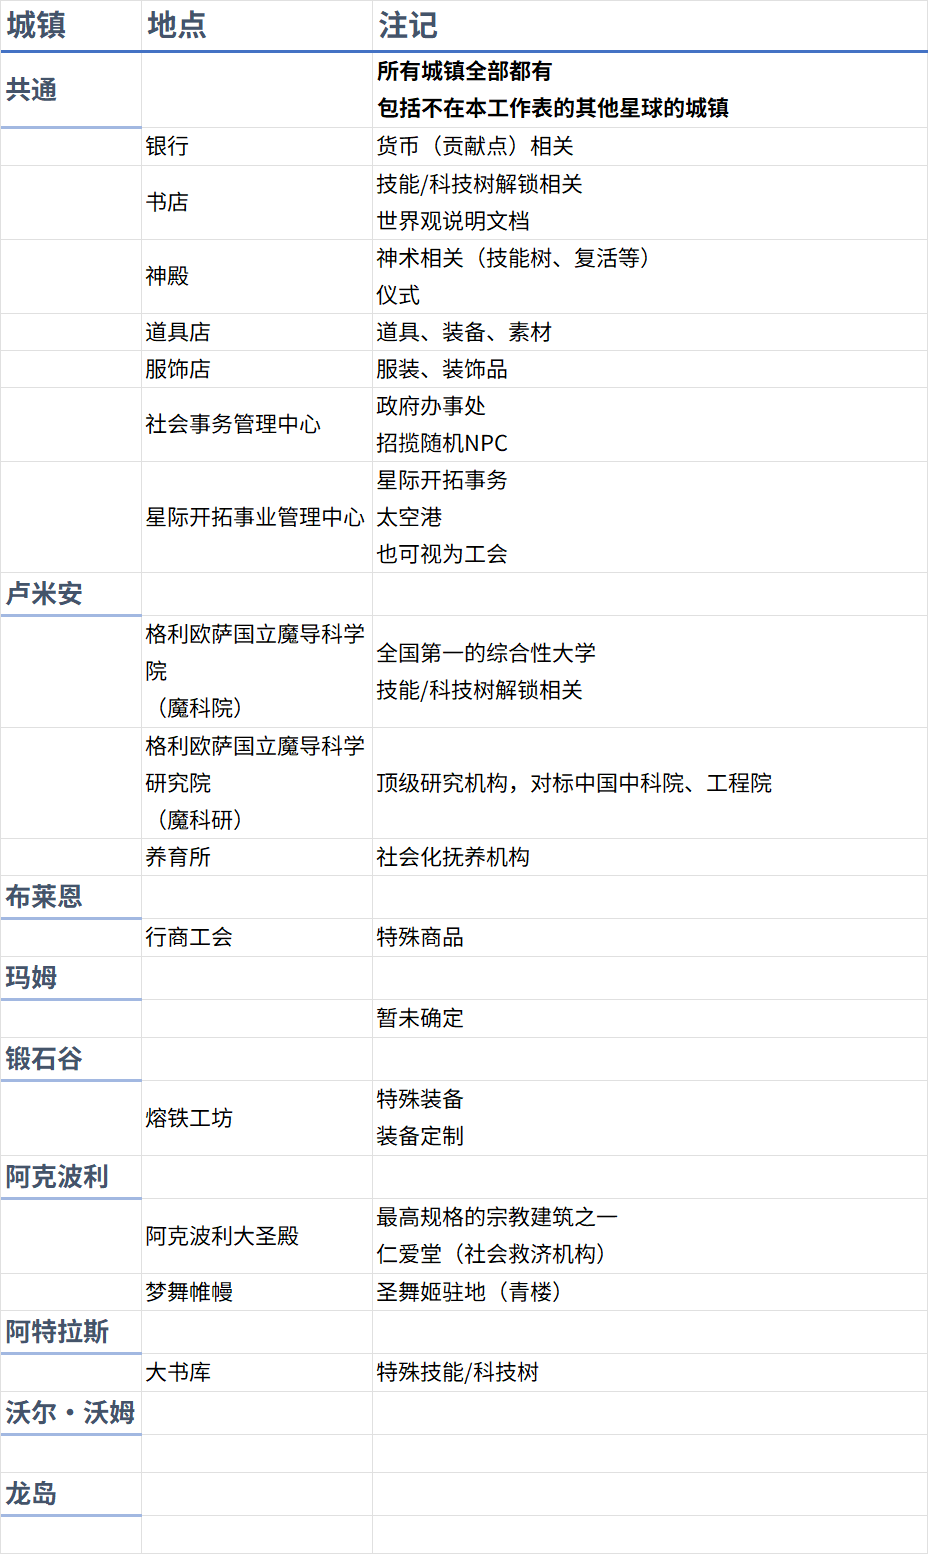 城镇 地点 注记
共通
所有城镇全部都有
包括不在本工作表的其他星球的城镇
银行 货币（贡献点）相关
书店
技能/科技树解锁相关
世界观说明文档
神殿
神术相关（技能树、复活等）
仪式
道具店 道具、装备、素材
服饰店 服装、装饰品
社会事务管理中心
政府办事处
招揽随机NPC
星际开拓事业管理中心
星际开拓事务
太空港
也可视为工会
卢米安
格利欧萨国立魔导科学
院
（魔科院）
全国第一的综合性大学
技能/科技树解锁相关
格利欧萨国立魔导科学
研究院
（魔科研）
顶级研究机构，对标中国中科院、工程院
养育所 社会化抚养机构
布莱恩
行商工会 特殊商品
玛姆
暂未确定
锻石谷
熔铁工坊
特殊装备
装备定制
阿克波利
阿克波利大圣殿
最高规格的宗教建筑之一
仁爱堂（社会救济机构）
梦舞帷幔 圣舞姬驻地（青楼）
阿特拉斯
大书库 特殊技能/科技树
沃尔·沃姆
龙岛